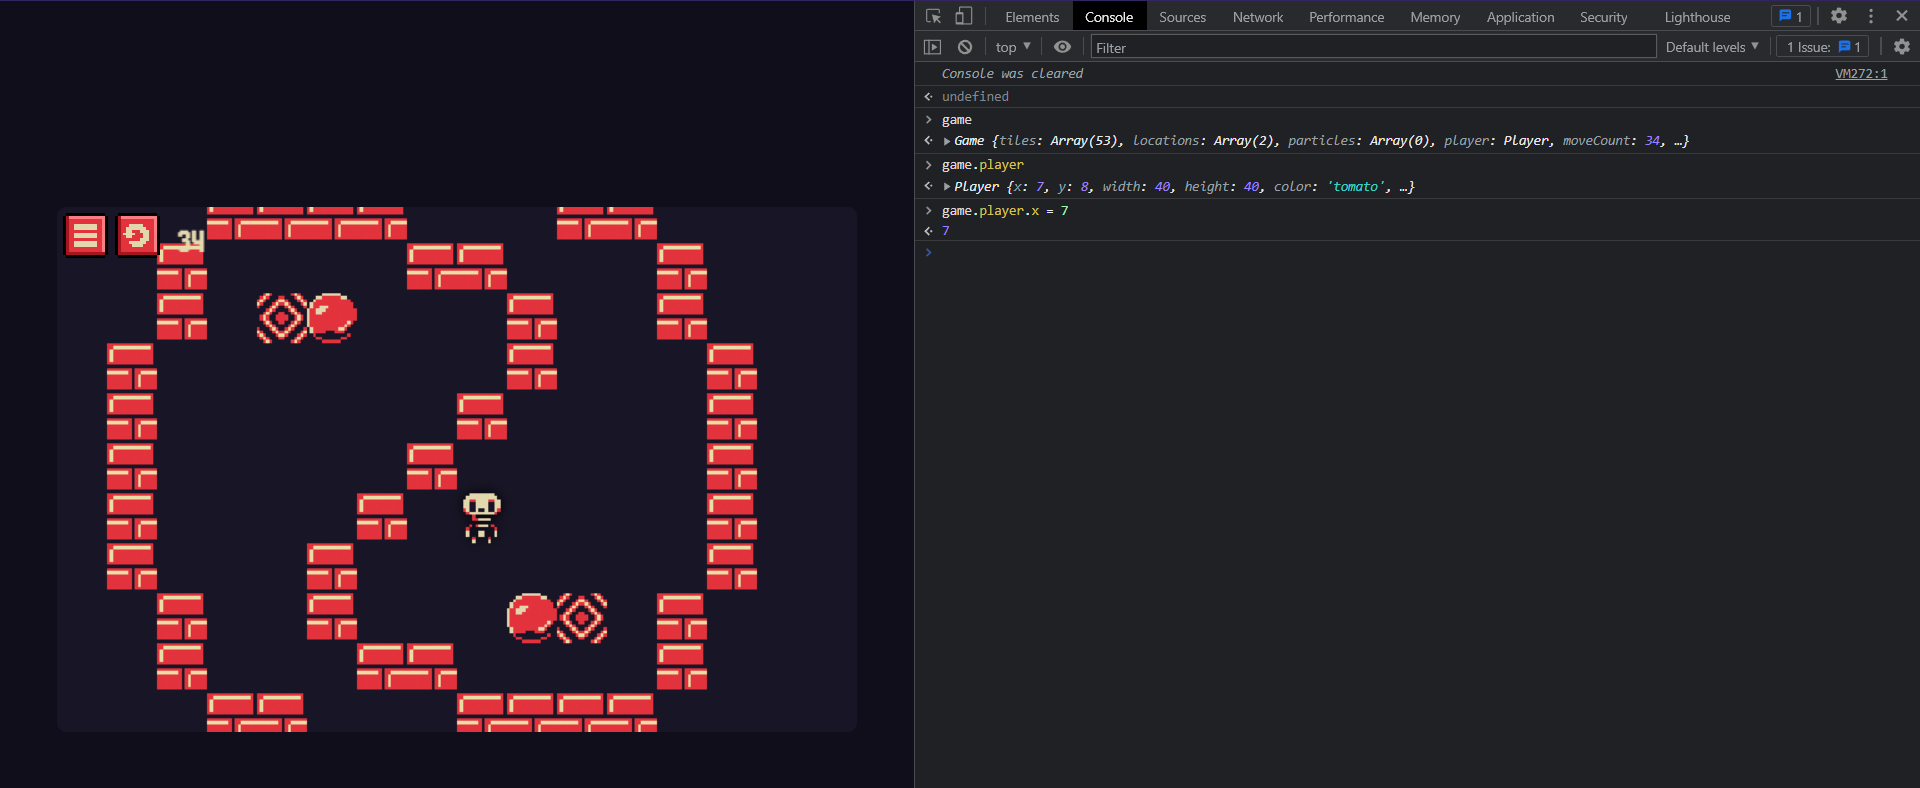 Elements Console Sources Network Performance Memory Application Security Lighthouse 1
top Filter Default levels 1 Issue: 1
Console was cleared VM272:1
undefined
game
Game {tiles: Array(53), locations: Array(2), particles: Array(0), player: Player, moveCount: 34, …}
game.player
Player {x: 7, y: 8, width: 40, height: 40, color: 'tomato', …}
game.player.x = 7
7
34